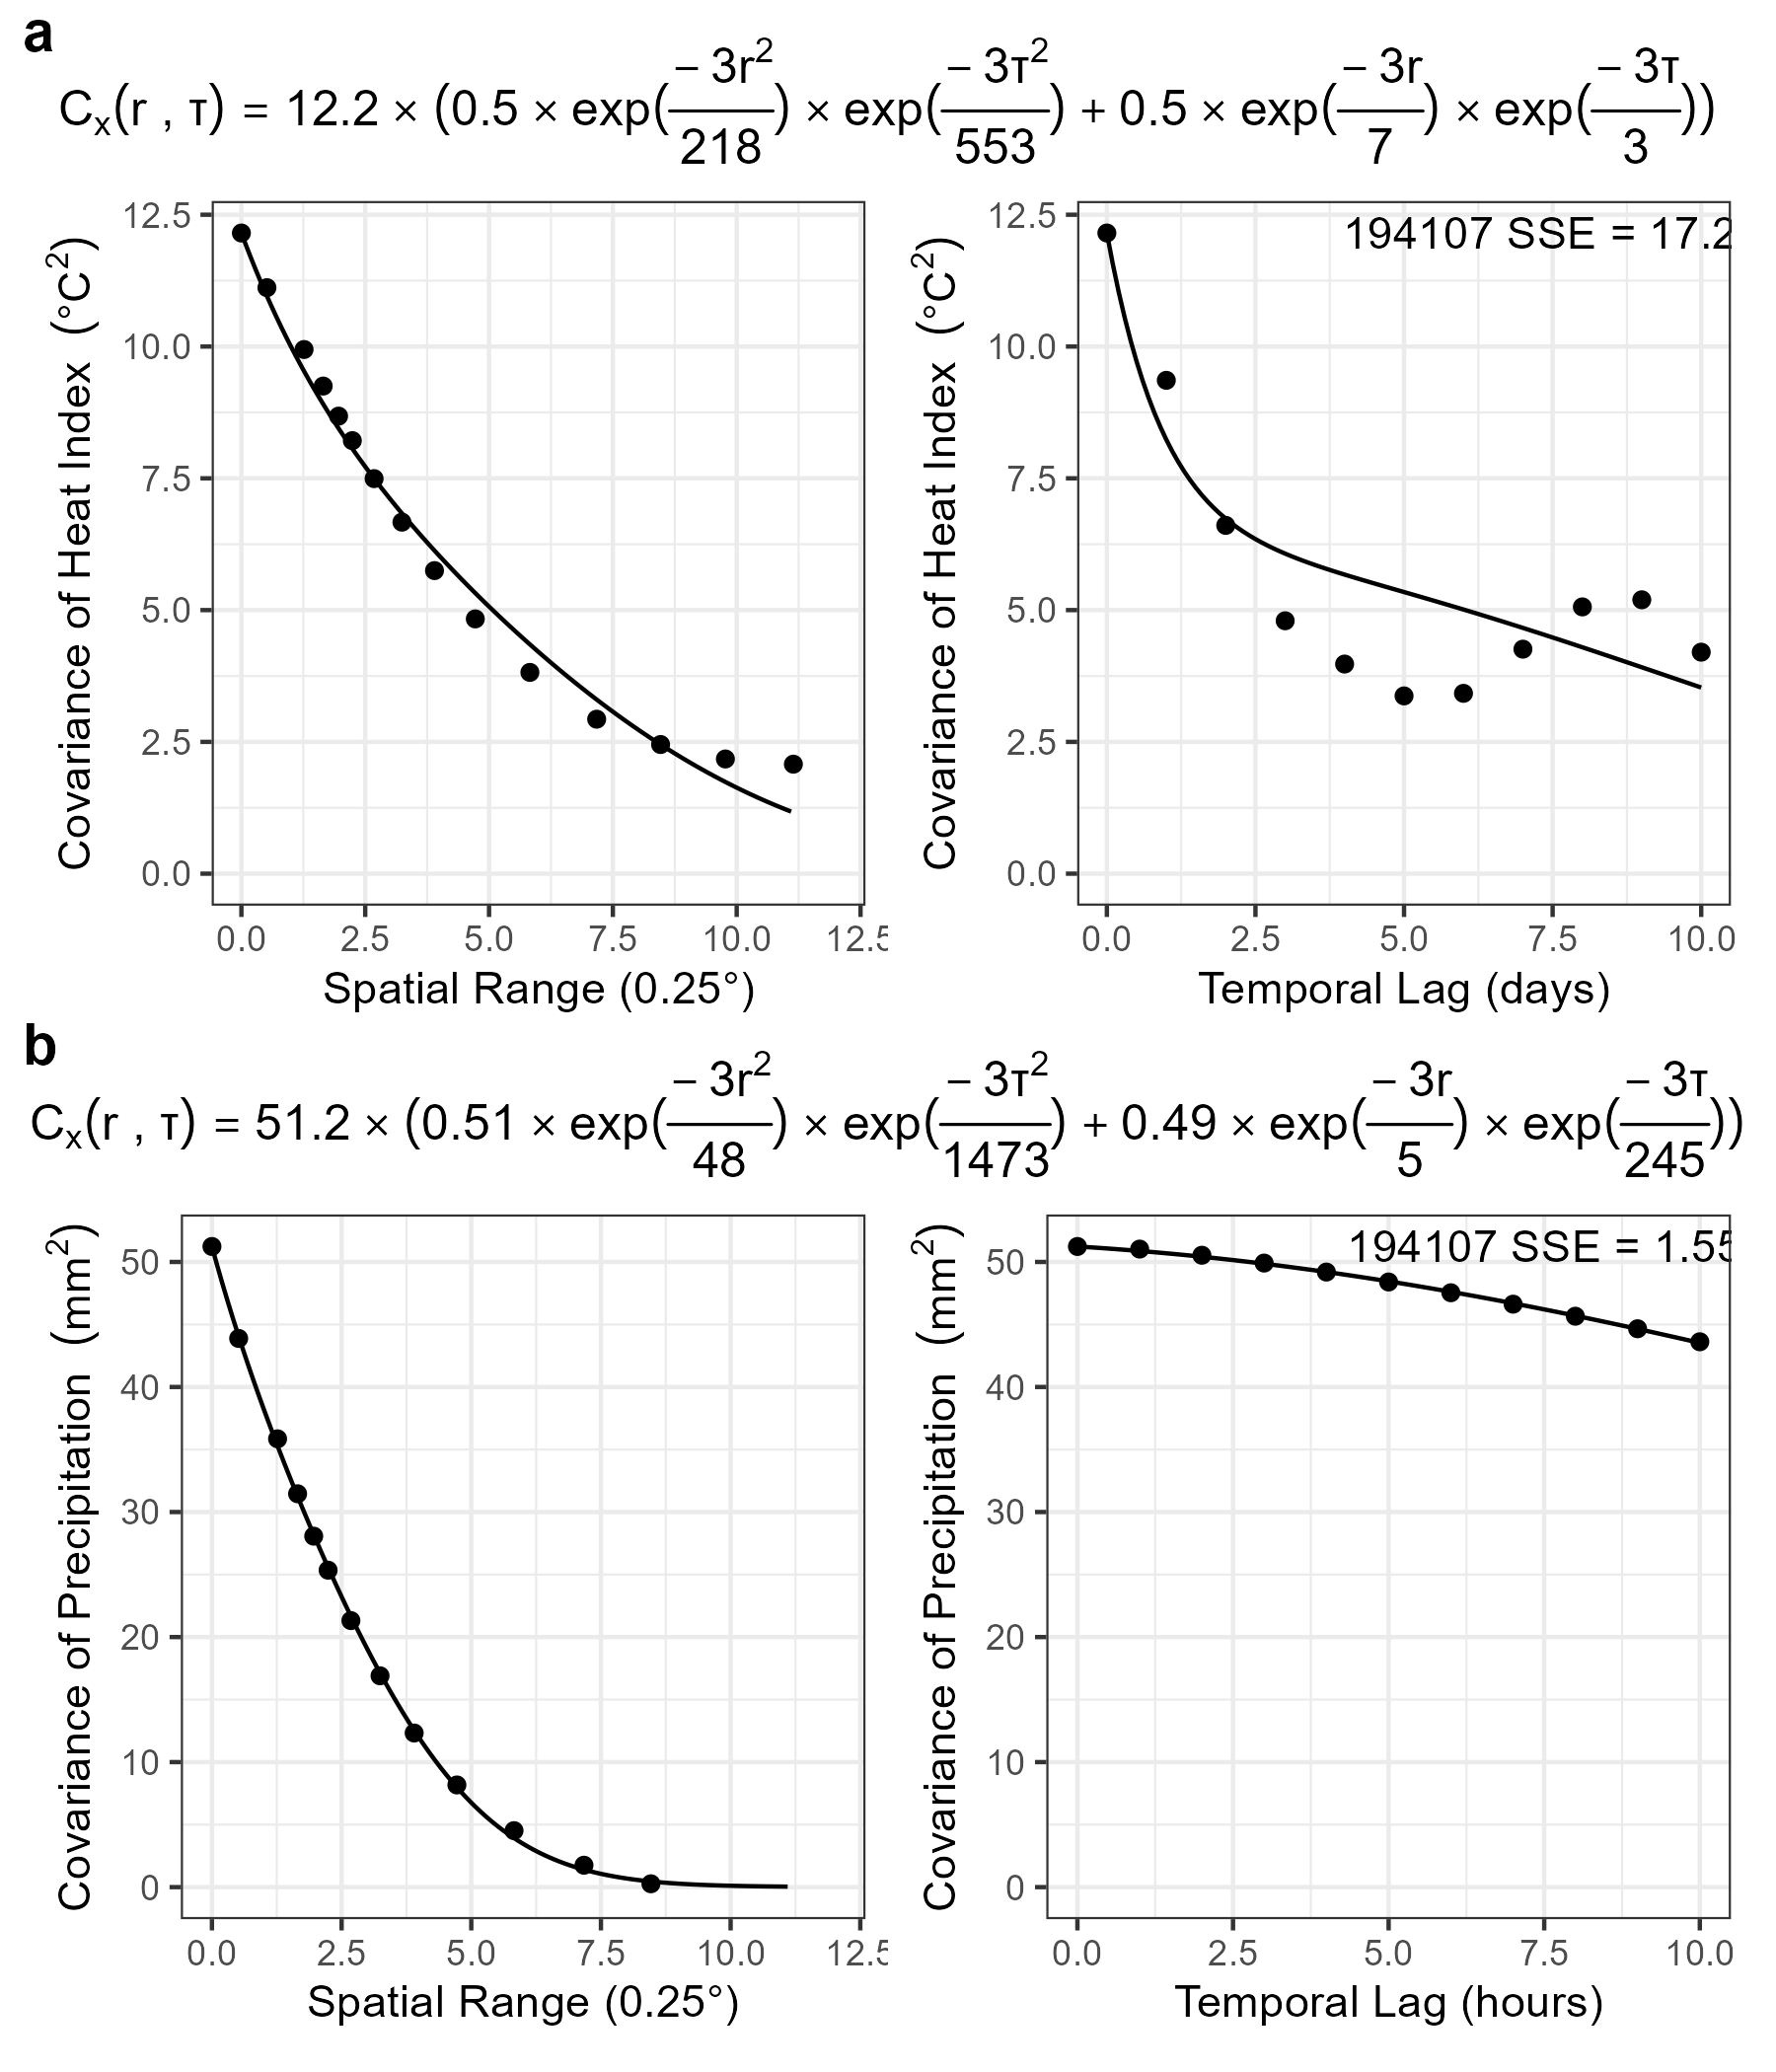 a
Cₓ(r , τ) = 12.2 × (0.5 × exp(− 3r²/218) × exp(− 3τ²/553) + 0.5 × exp(− 3r/7) × exp(− 3τ/3))
Covariance of Heat Index (°C²)
12.5
10.0
7.5
5.0
2.5
0.0
0.0 2.5 5.0 7.5 10.0 12.5
Spatial Range (0.25°)
194107 SSE = 17.2
Covariance of Heat Index (°C²)
12.5
10.0
7.5
5.0
2.5
0.0
0.0 2.5 5.0 7.5 10.0
Temporal Lag (days)
b
Cₓ(r , τ) = 51.2 × (0.51 × exp(− 3r²/48) × exp(− 3τ²/1473) + 0.49 × exp(− 3r/5) × exp(− 3τ/245))
Covariance of Precipitation (mm²)
50
40
30
20
10
0
0.0 2.5 5.0 7.5 10.0 12.5
Spatial Range (0.25°)
194107 SSE = 1.55
Covariance of Precipitation (mm²)
50
40
30
20
10
0
0.0 2.5 5.0 7.5 10.0
Temporal Lag (hours)